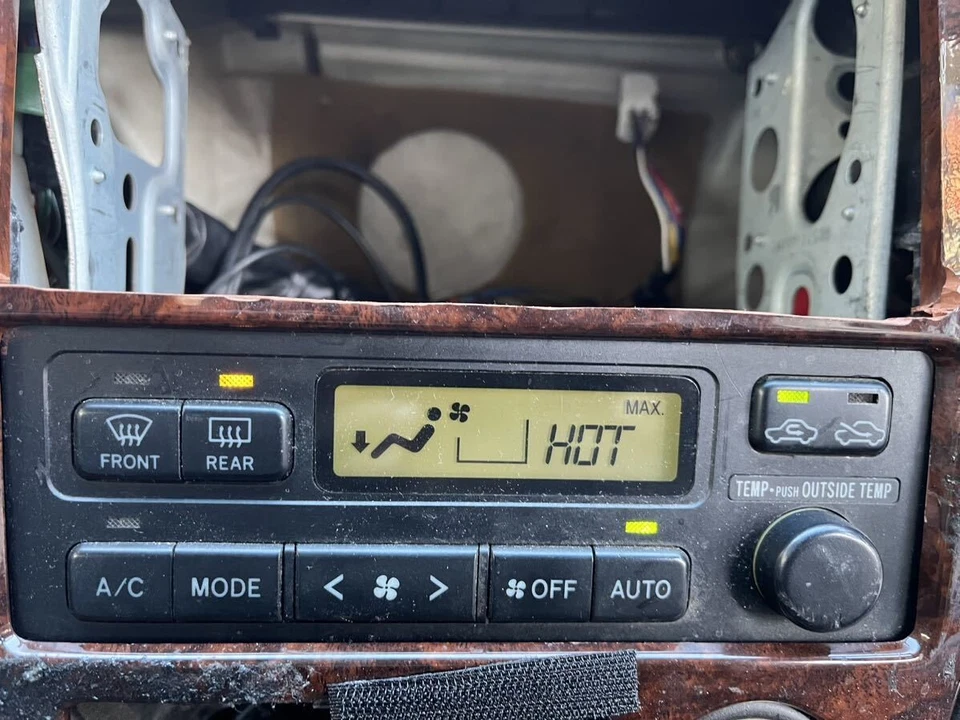 MAX.
HOT
FRONT
REAR
TEMP•PUSH OUTSIDE TEMP
A/C
MODE
< >
OFF
AUTO